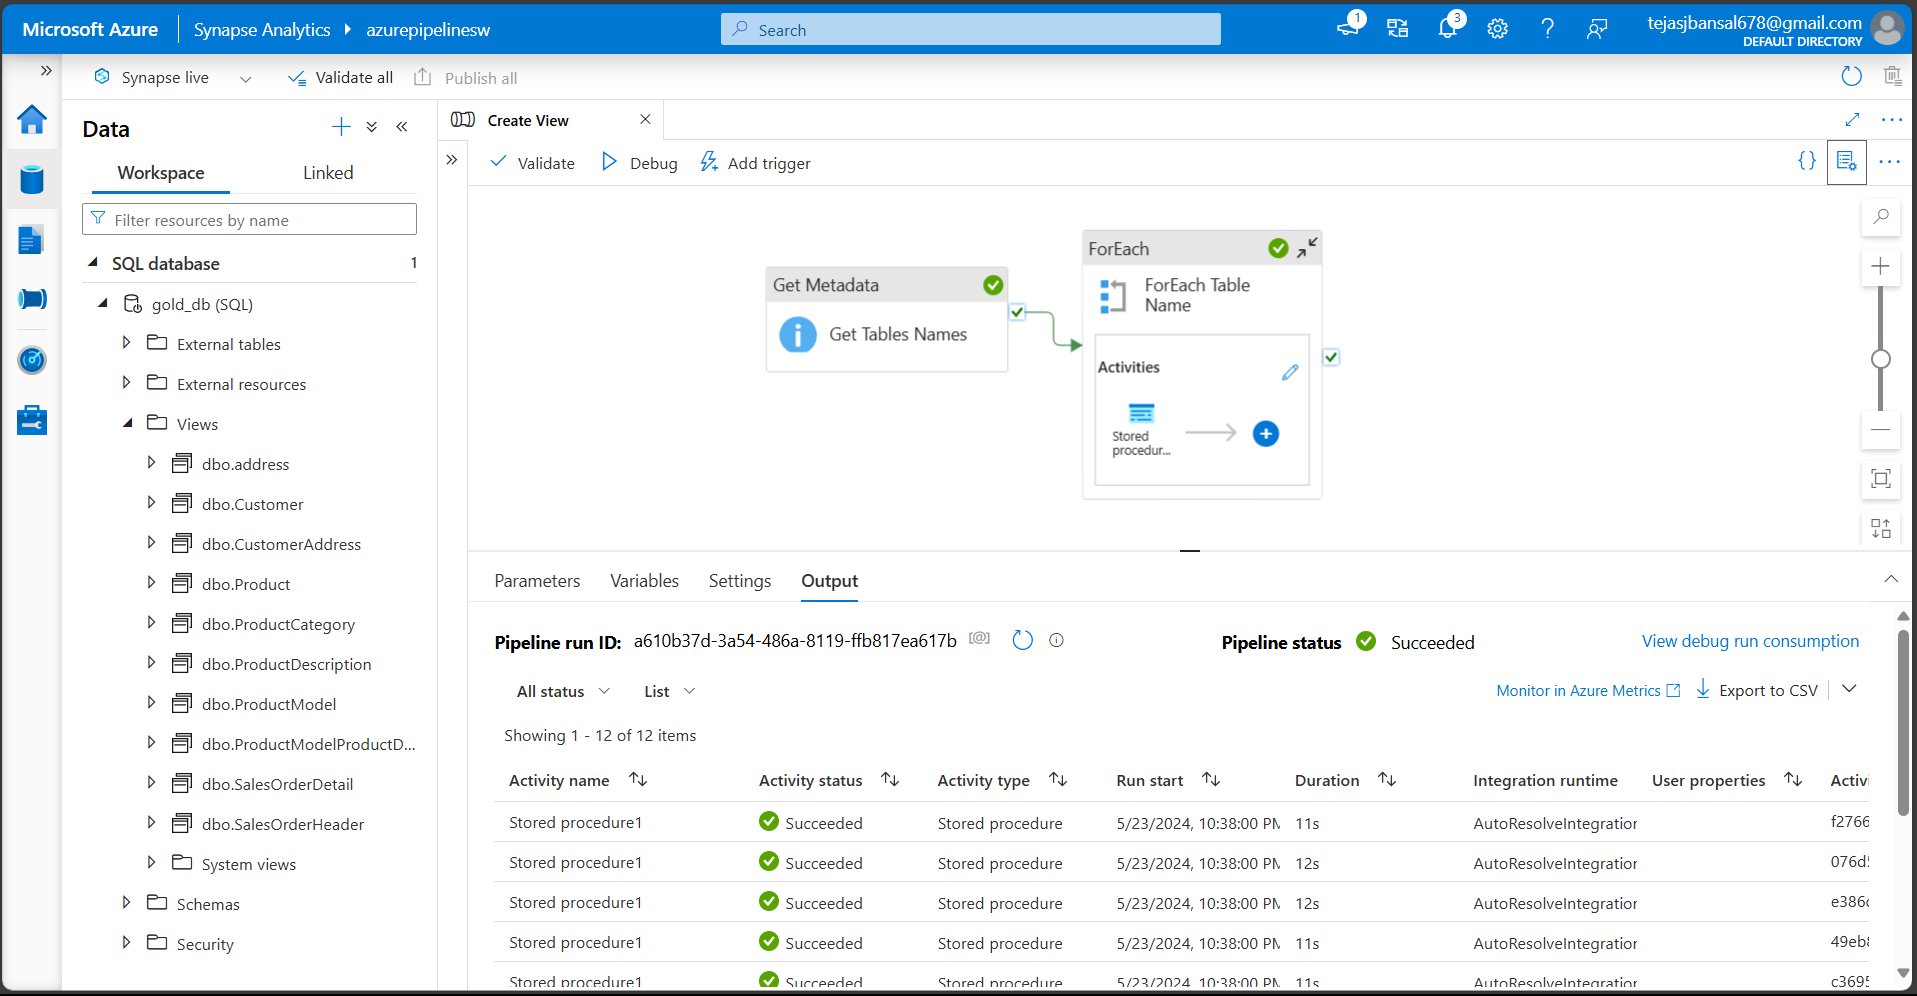 Microsoft Azure
Synapse Analytics
azurepipelinesw
Search
1
3
tejasjbansal678@gmail.com
DEFAULT DIRECTORY
Synapse live
Validate all
Publish all
Data
Workspace
Linked
Filter resources by name
SQL database
1
gold_db (SQL)
External tables
External resources
Views
dbo.address
dbo.Customer
dbo.CustomerAddress
dbo.Product
dbo.ProductCategory
dbo.ProductDescription
dbo.ProductModel
dbo.ProductModelProductD...
dbo.SalesOrderDetail
dbo.SalesOrderHeader
System views
Schemas
Security
Create View
Validate
Debug
Add trigger
Get Metadata
Get Tables Names
ForEach
ForEach Table
Name
Activities
Stored
procedur...
Parameters
Variables
Settings
Output
Pipeline run ID: a610b37d-3a54-486a-8119-ffb817ea617b
Pipeline status
Succeeded
View debug run consumption
All status
List
Monitor in Azure Metrics
Export to CSV
Showing 1 - 12 of 12 items
Activity name Activity status Activity type Run start Duration Integration runtime User properties Activi
Stored procedure1 Succeeded Stored procedure 5/23/2024, 10:38:00 PM 11s AutoResolveIntegration f2766
Stored procedure1 Succeeded Stored procedure 5/23/2024, 10:38:00 PM 12s AutoResolveIntegration 076d5
Stored procedure1 Succeeded Stored procedure 5/23/2024, 10:38:00 PM 12s AutoResolveIntegration e386c
Stored procedure1 Succeeded Stored procedure 5/23/2024, 10:38:00 PM 11s AutoResolveIntegration 49eb8
Stored procedure1 Succeeded Stored procedure 5/23/2024, 10:38:00 PM 11s AutoResolveIntegration c3695